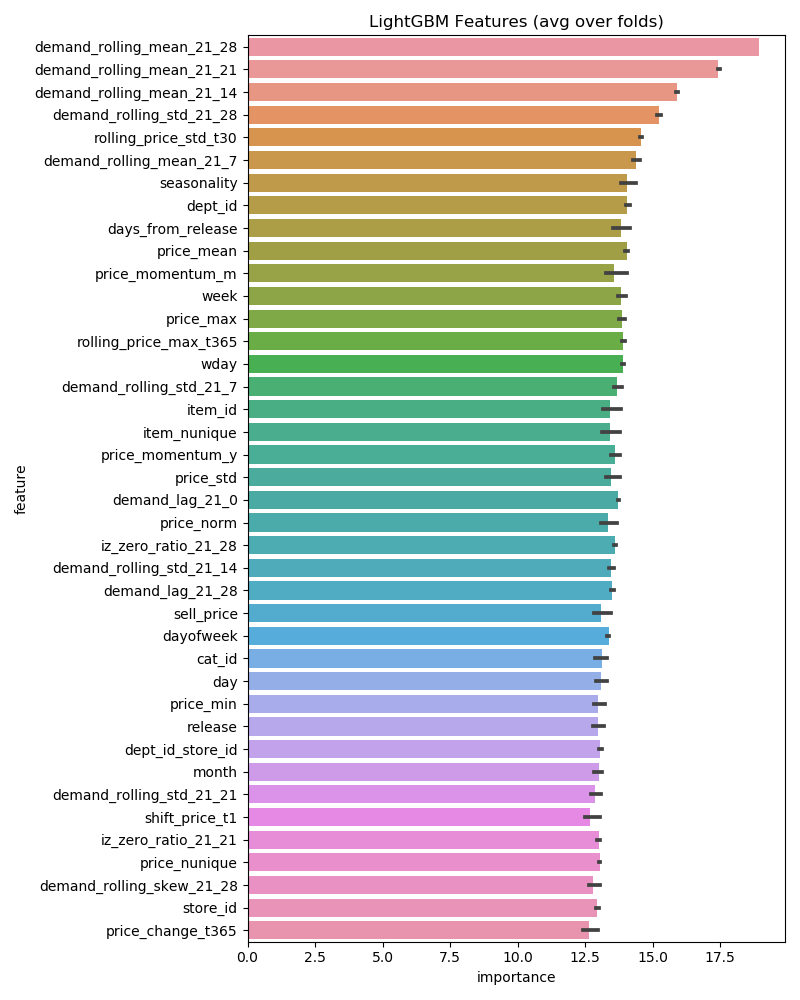 LightGBM Features (avg over folds)
demand_rolling_mean_21_28
demand_rolling_mean_21_21
demand_rolling_mean_21_14
demand_rolling_std_21_28
rolling_price_std_t30
demand_rolling_mean_21_7
seasonality
dept_id
days_from_release
price_mean
price_momentum_m
week
price_max
rolling_price_max_t365
wday
demand_rolling_std_21_7
item_id
item_nunique
price_momentum_y
price_std
demand_lag_21_0
price_norm
iz_zero_ratio_21_28
demand_rolling_std_21_14
demand_lag_21_28
sell_price
dayofweek
cat_id
day
price_min
release
dept_id_store_id
month
demand_rolling_std_21_21
shift_price_t1
iz_zero_ratio_21_21
price_nunique
demand_rolling_skew_21_28
store_id
price_change_t365
feature
0.0 2.5 5.0 7.5 10.0 12.5 15.0 17.5
importance